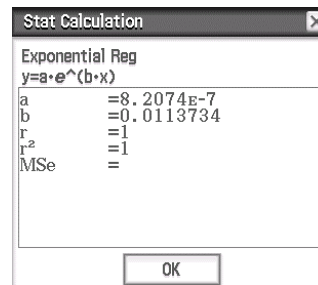 Stat Calculation
Exponential Reg
y=a·e^(b·x)
a =8.2074E-7
b =0.0113734
r =1
r² =1
MSe =
OK